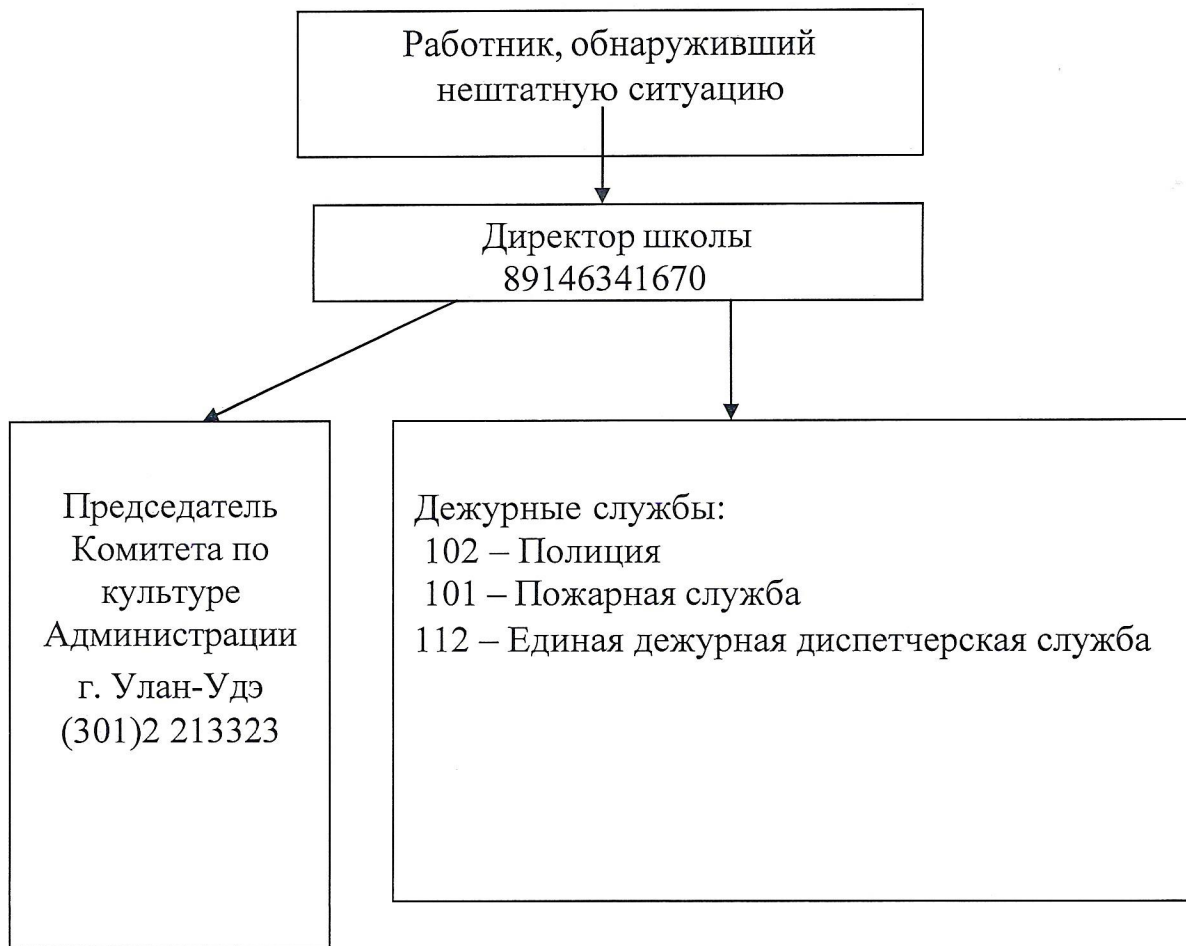 Работник, обнаруживший
нештатную ситуацию
Директор школы
89146341670
Председатель
Комитета по
культуре
Администрации
г. Улан-Удэ
(301)2 213323
Дежурные службы:
102 – Полиция
101 – Пожарная служба
112 – Единая дежурная диспетчерская служба